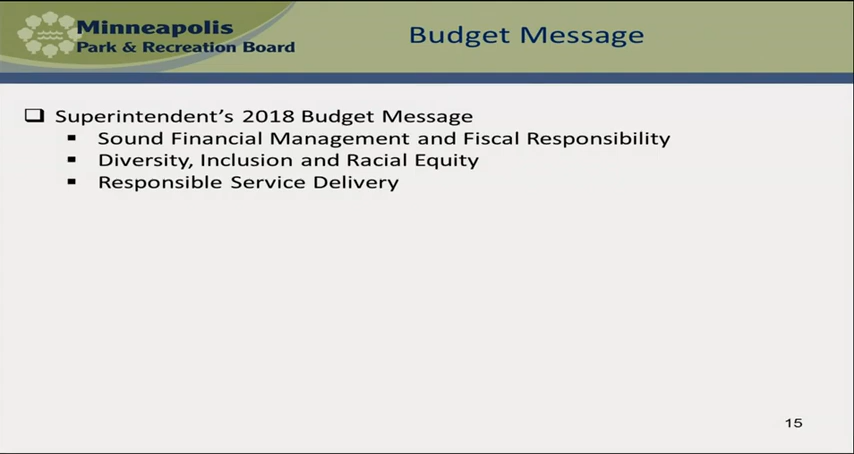 Minneapolis
Park & Recreation Board
Budget Message
Superintendent's 2018 Budget Message
Sound Financial Management and Fiscal Responsibility
Diversity, Inclusion and Racial Equity
Responsible Service Delivery
15